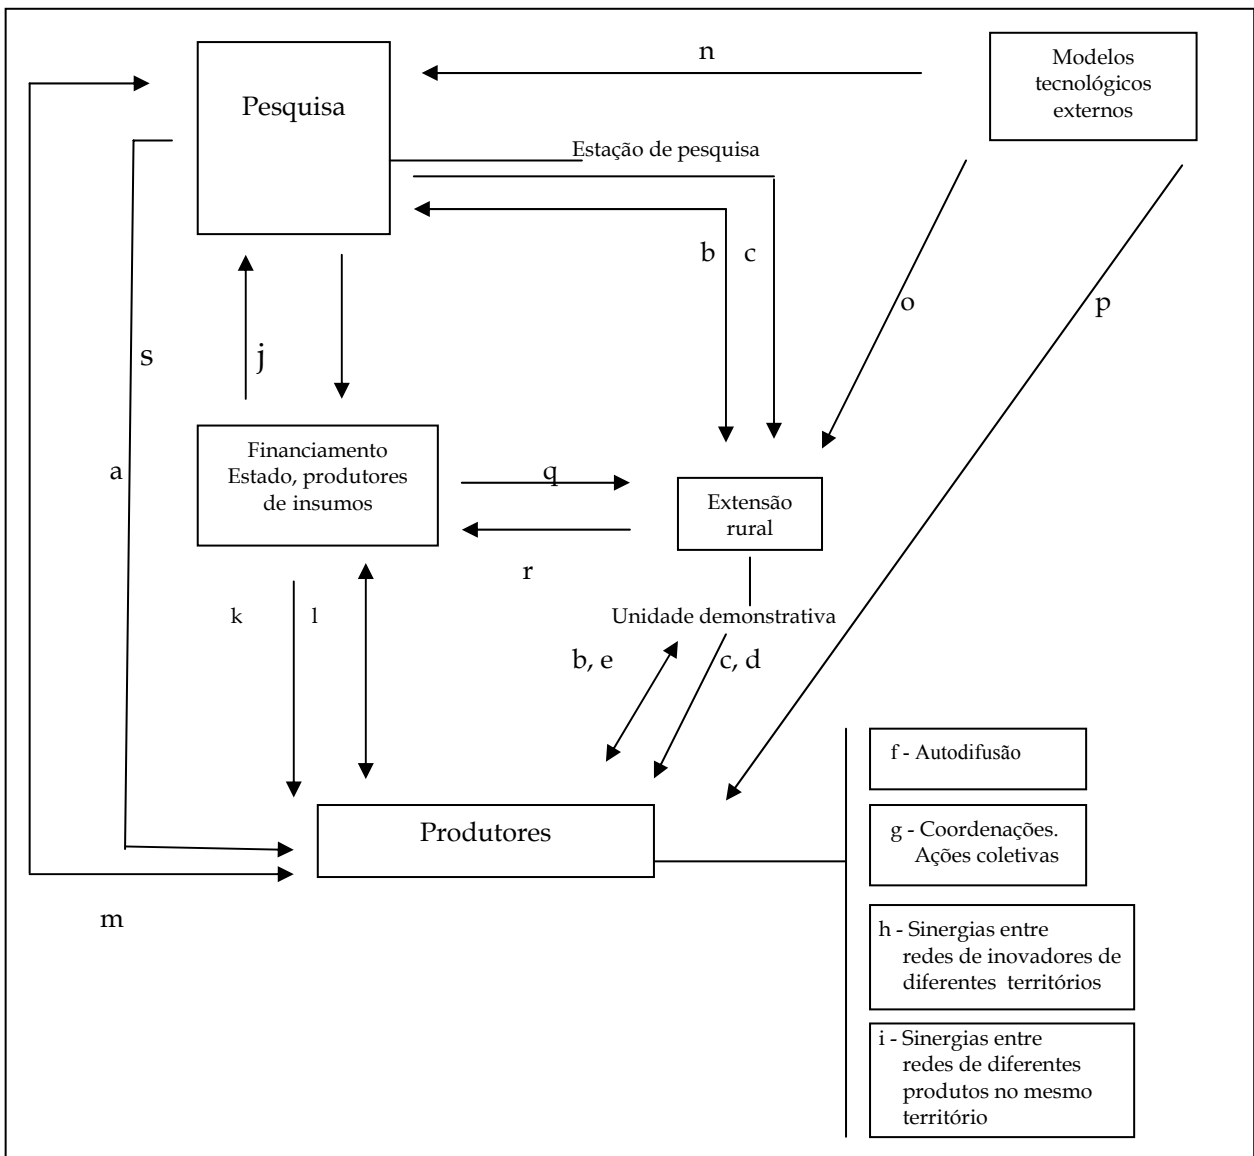 n
Modelos
tecnológicos
externos
Pesquisa
Estação de pesquisa
b
c
o
p
s
j
Financiamento
Estado, produtores
de insumos
a
q
r
Extensão
rural
k
l
Unidade demonstrativa
b, e
c, d
Produtores
m
f - Autodifusão
g - Coordenações.
Ações coletivas
h - Sinergias entre
redes de inovadores de
diferentes territórios
i - Sinergias entre
redes de diferentes
produtos no mesmo
território